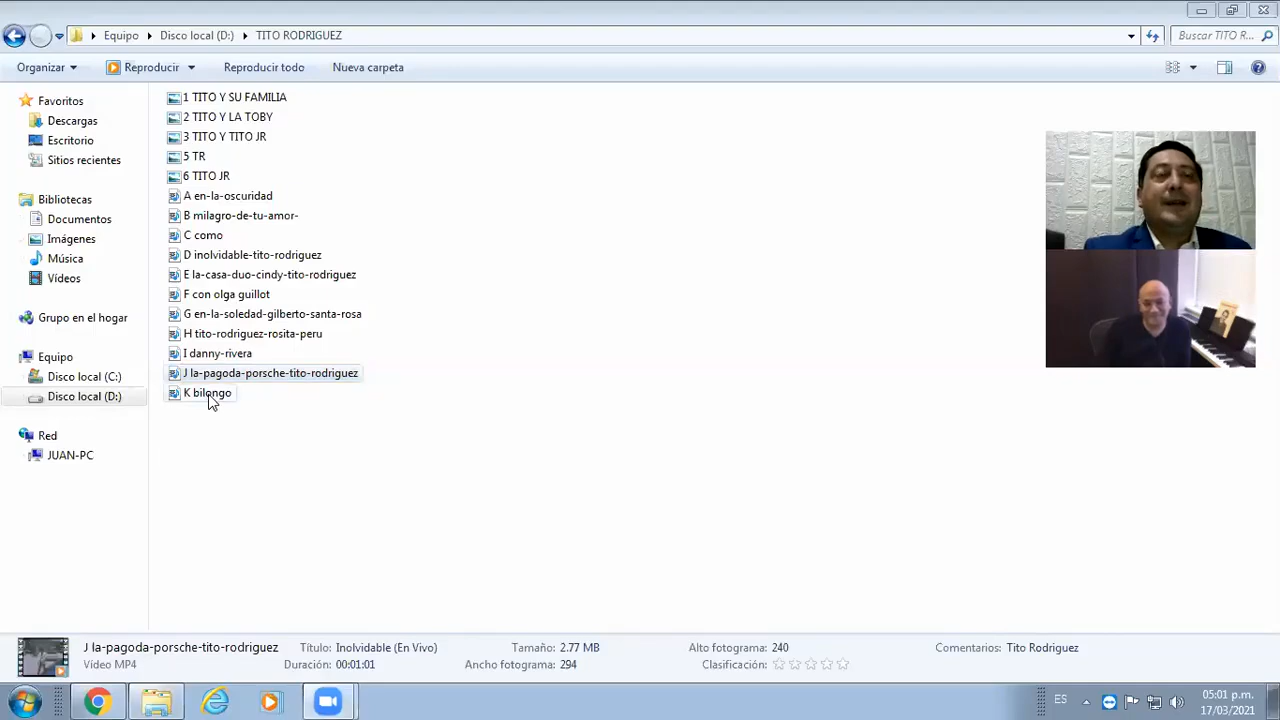 Equipo ▸ Disco local (D:) ▸ TITO RODRIGUEZ
Buscar TITO R...
Organizar
Reproducir
Reproducir todo
Nueva carpeta
Favoritos
Descargas
Escritorio
Sitios recientes
Bibliotecas
Documentos
Imágenes
Música
Vídeos
Grupo en el hogar
Equipo
Disco local (C:)
Disco local (D:)
Red
JUAN-PC
1 TITO Y SU FAMILIA
2 TITO Y LA TOBY
3 TITO Y TITO JR
5 TR
6 TITO JR
A en-la-oscuridad
B milagro-de-tu-amor-
C como
D inolvidable-tito-rodriguez
E la-casa-duo-cindy-tito-rodriguez
F con olga guillot
G en-la-soledad-gilberto-santa-rosa
H tito-rodriguez-rosita-peru
I danny-rivera
J la-pagoda-porsche-tito-rodriguez
K bilongo
J la-pagoda-porsche-tito-rodriguez
Vídeo MP4
Título: Inolvidable (En Vivo)
Duración: 00:01:01
Tamaño: 2.77 MB
Ancho fotograma: 294
Alto fotograma: 240
Clasificación:
Comentarios: Tito Rodriguez
ES
05:01 p.m.
17/03/2021